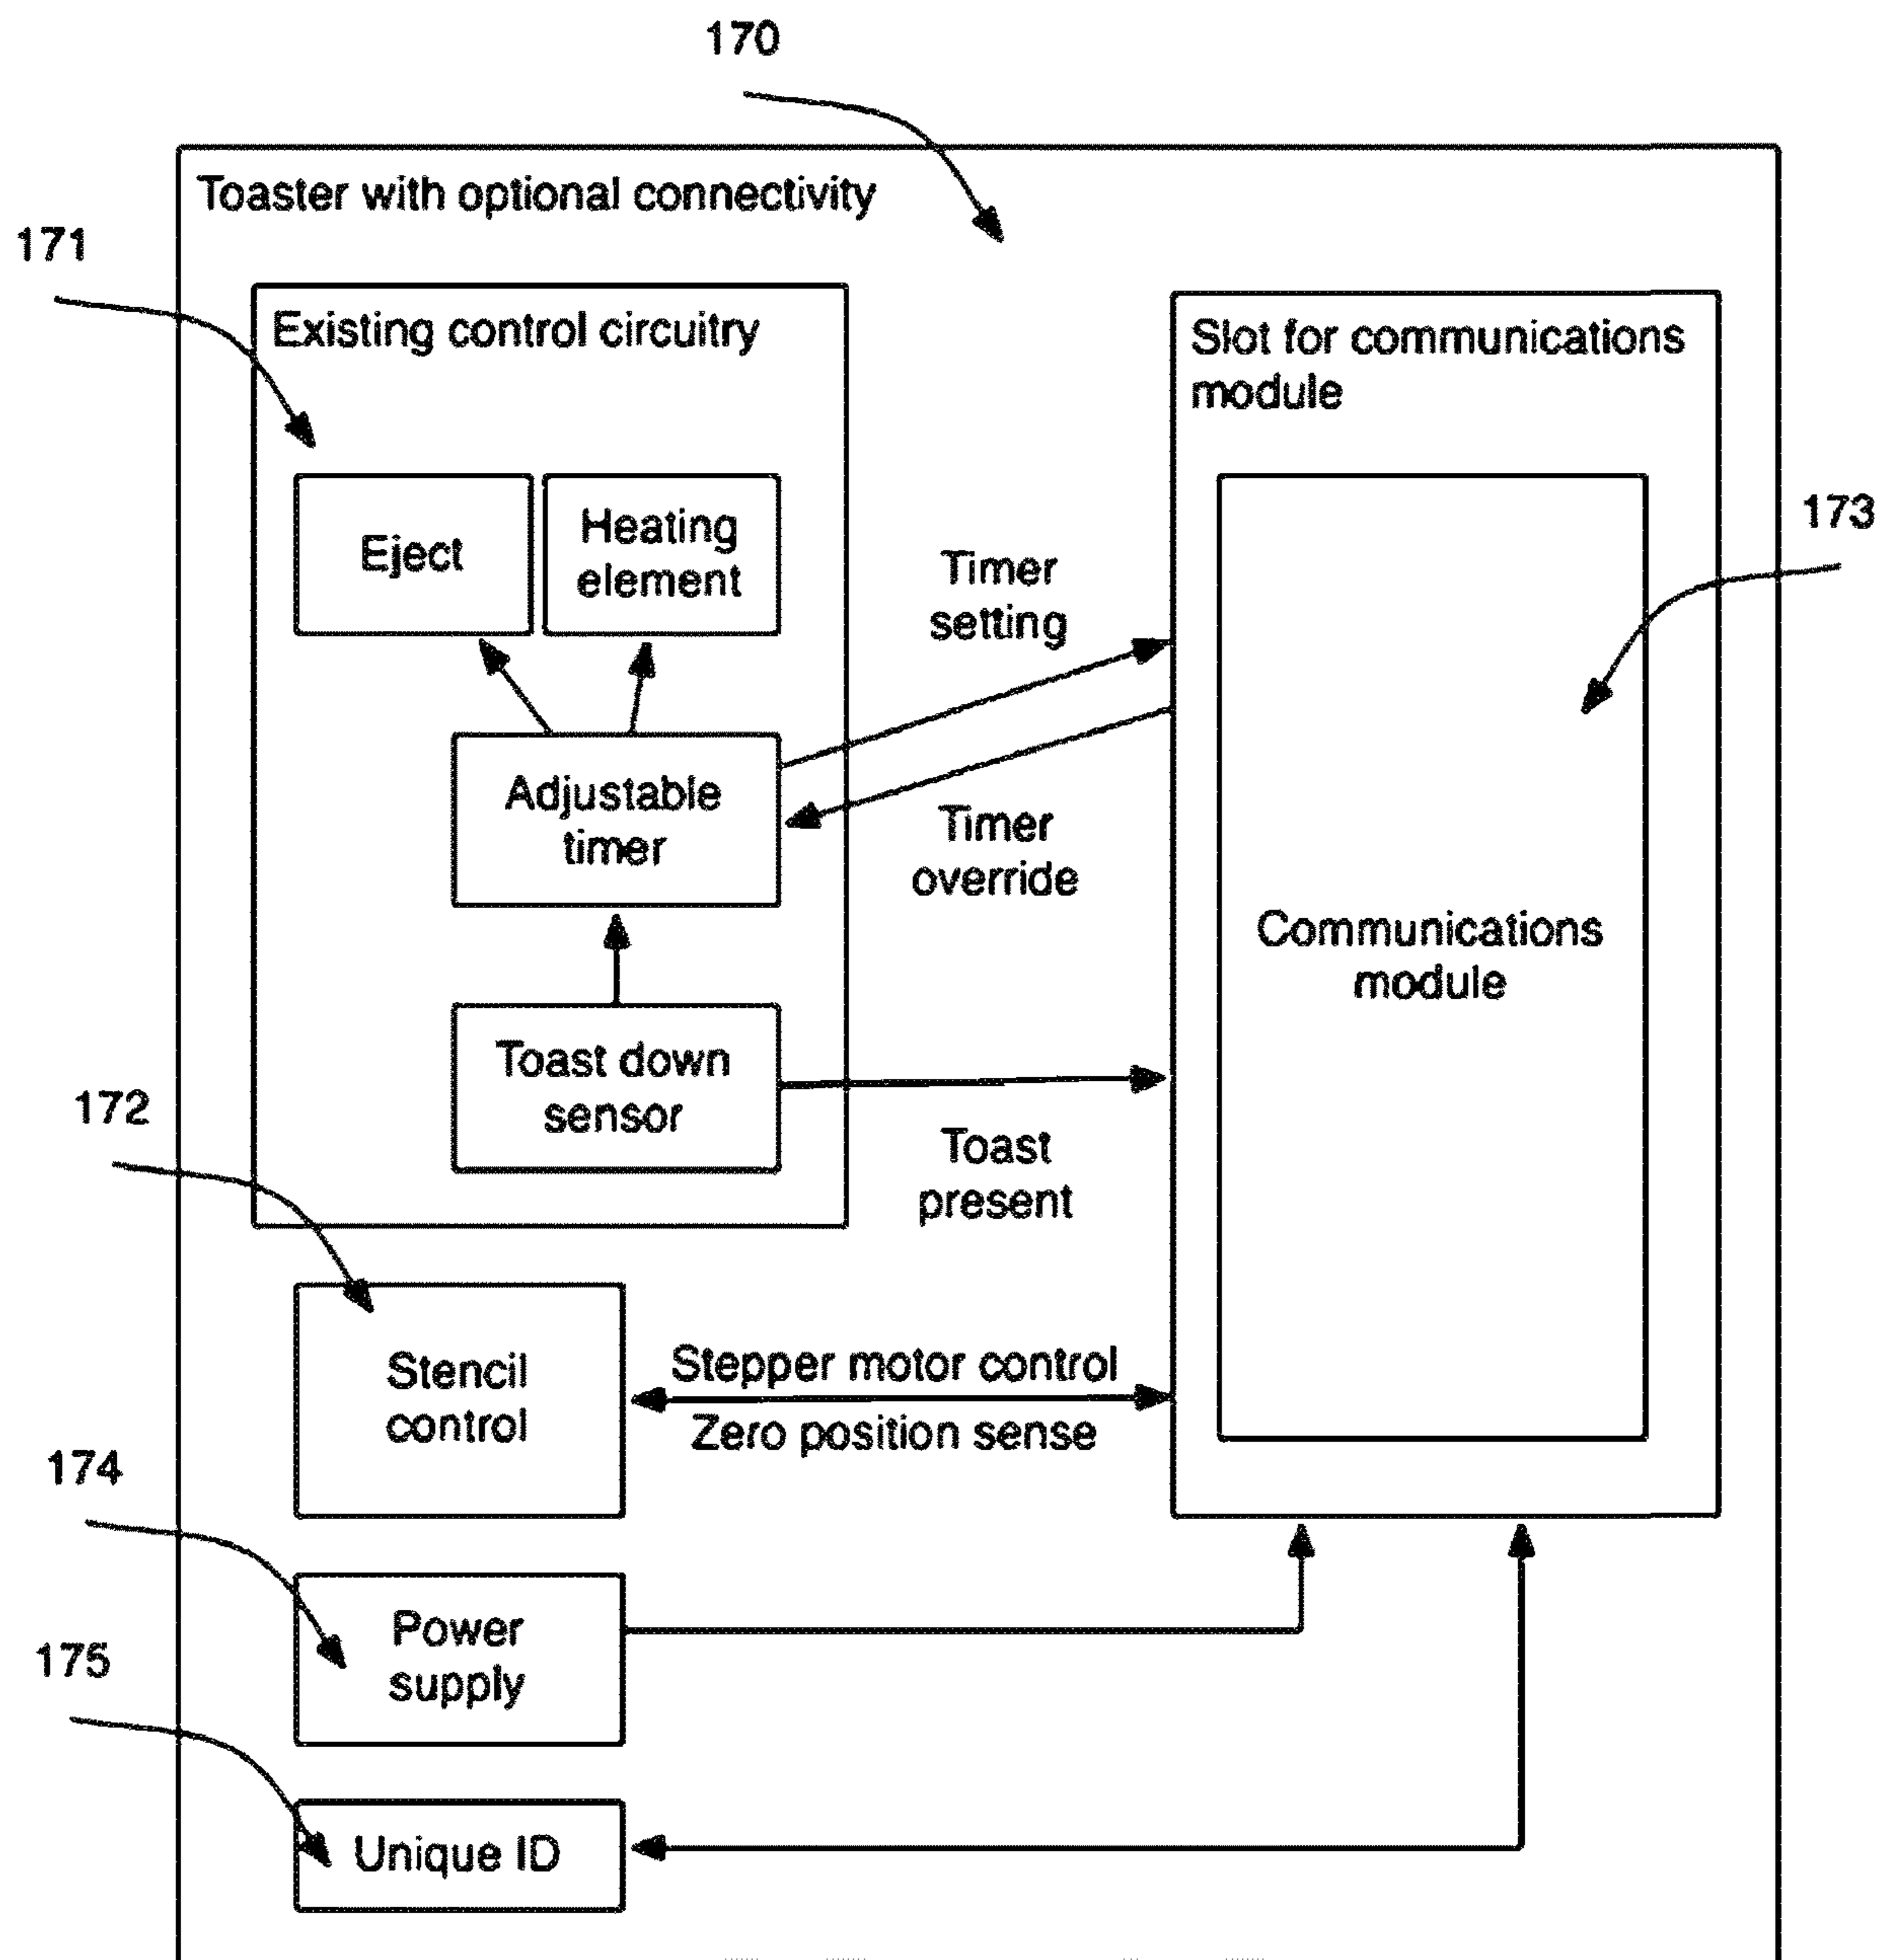 170
Toaster with optional connectivity
171
Existing control circuitry
Slot for communications
module
Eject
Heating
element
173
Timer
setting
Adjustable
timer
Timer
override
Communications
module
Toast down
sensor
172
Toast
present
Stencil
control
Stepper motor control
Zero position sense
174
Power
supply
175
Unique ID